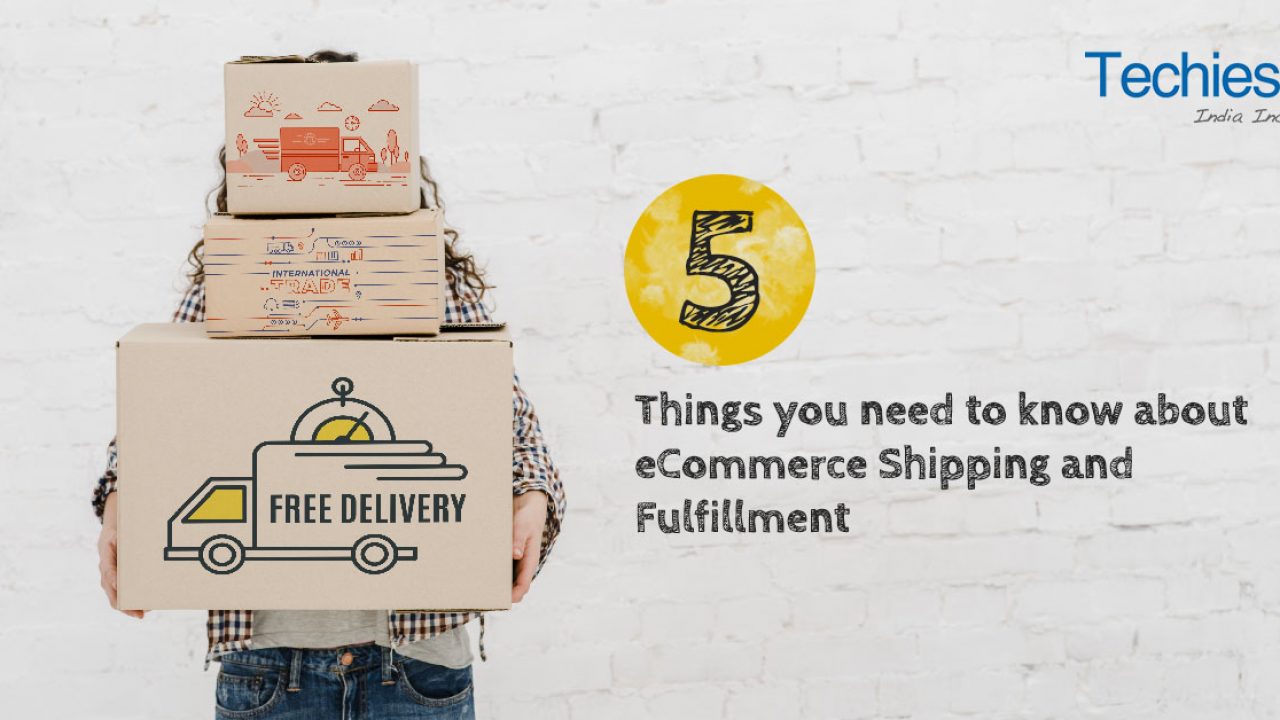 Techies
India Inc
INTERNATIONAL
TRADE
FREE DELIVERY
5
Things you need to know about
eCommerce Shipping and
Fulfillment